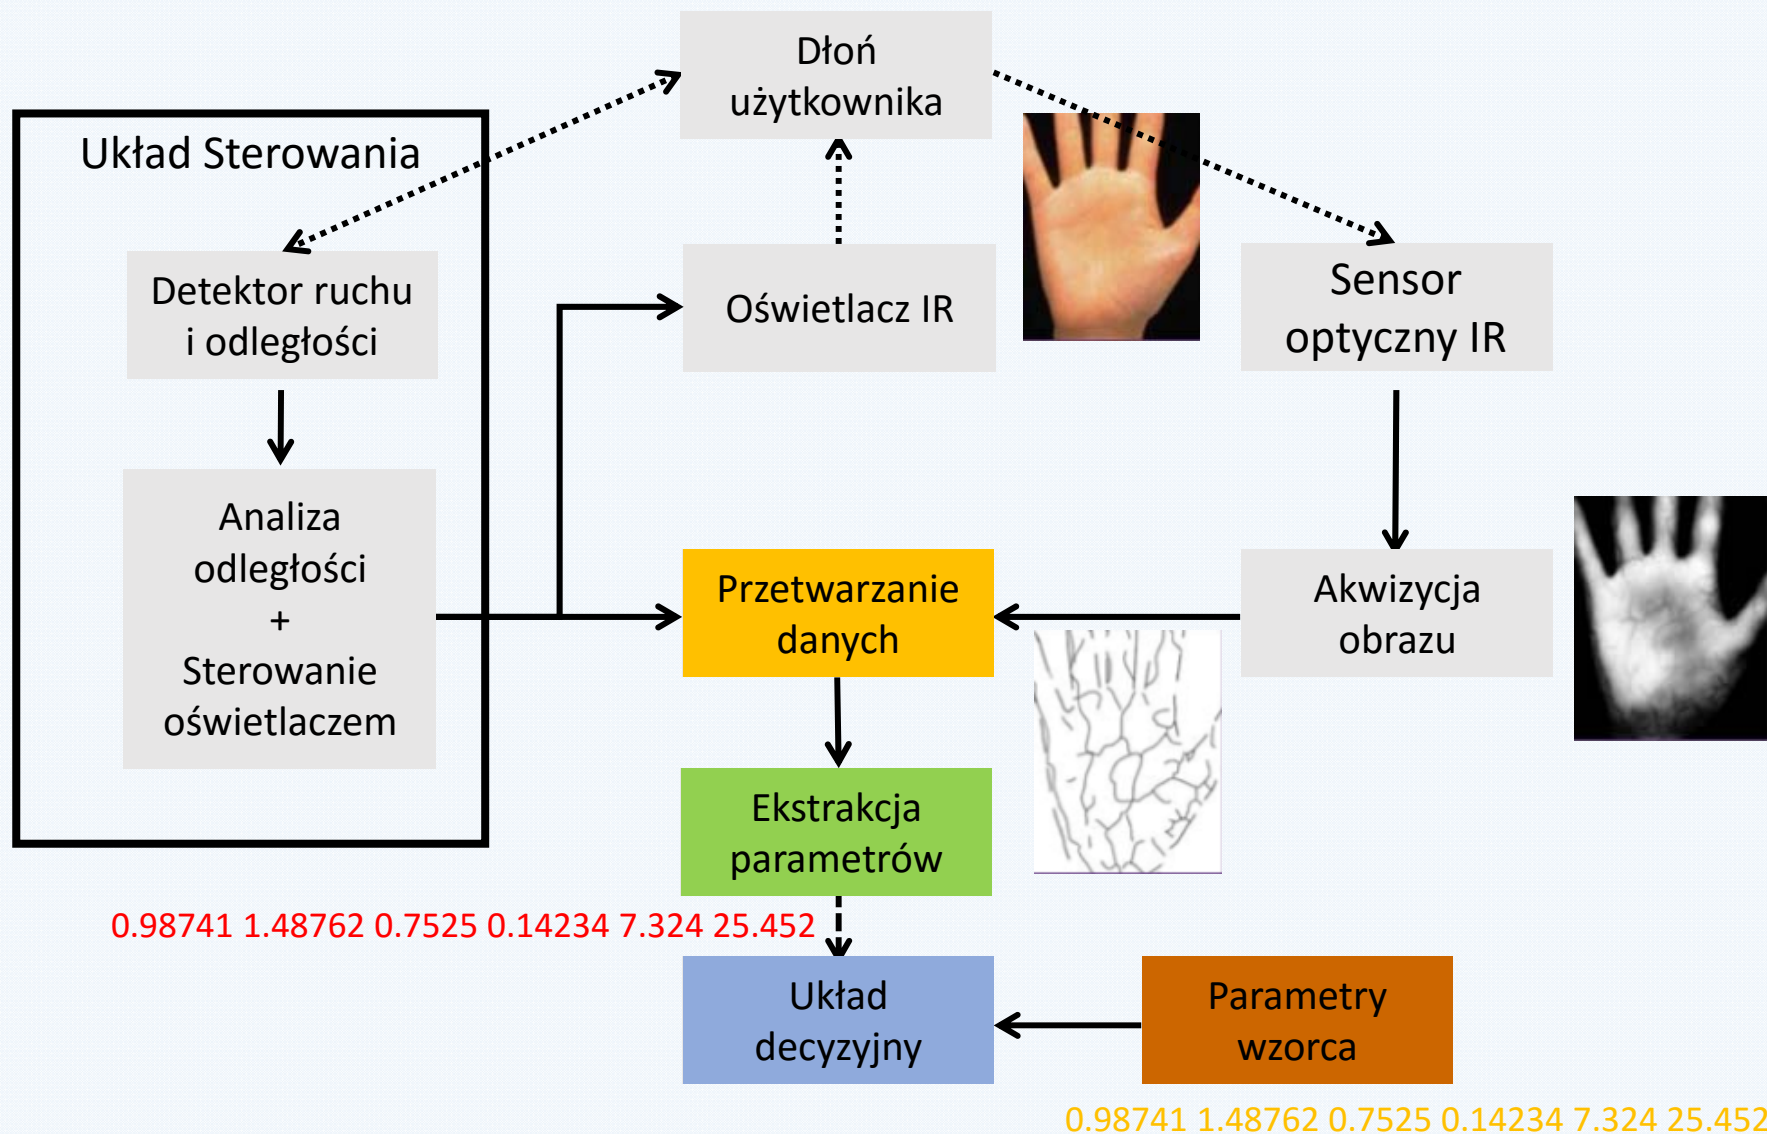 Dłoń
użytkownika
Układ Sterowania
Detektor ruchu
i odległości
Oświetlacz IR
Sensor
optyczny IR
Analiza
odległości
+
Sterowanie
oświetlaczem
Przetwarzanie
danych
Akwizycja
obrazu
Ekstrakcja
parametrów
0.98741 1.48762 0.7525 0.14234 7.324 25.452
Układ
decyzyjny
Parametry
wzorca
0.98741 1.48762 0.7525 0.14234 7.324 25.452